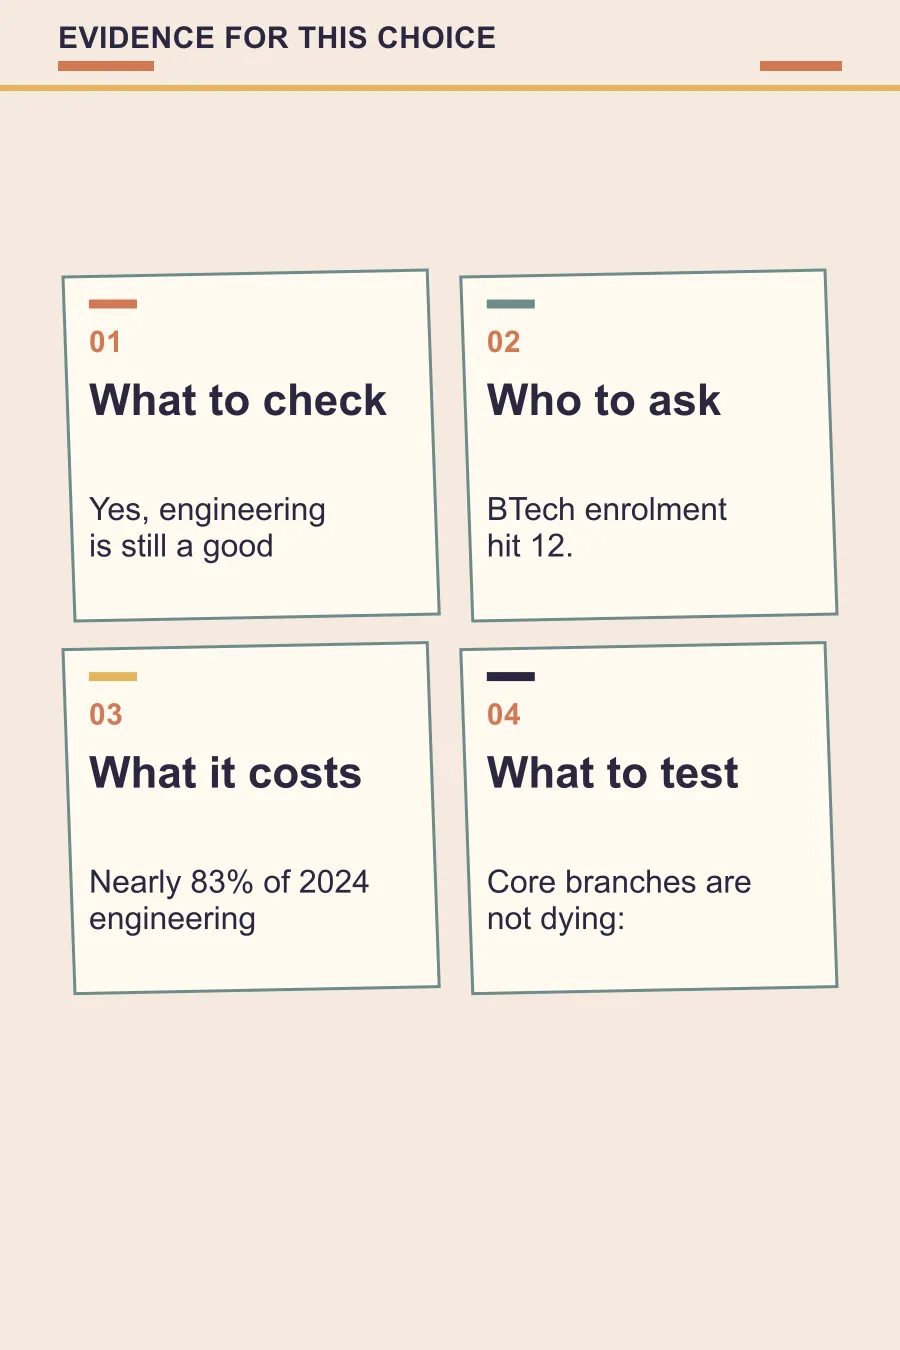 EVIDENCE FOR THIS CHOICE
01
What to check
Yes, engineering
is still a good
02
Who to ask
BTech enrolment
hit 12.
03
What it costs
Nearly 83% of 2024
engineering
04
What to test
Core branches are
not dying: